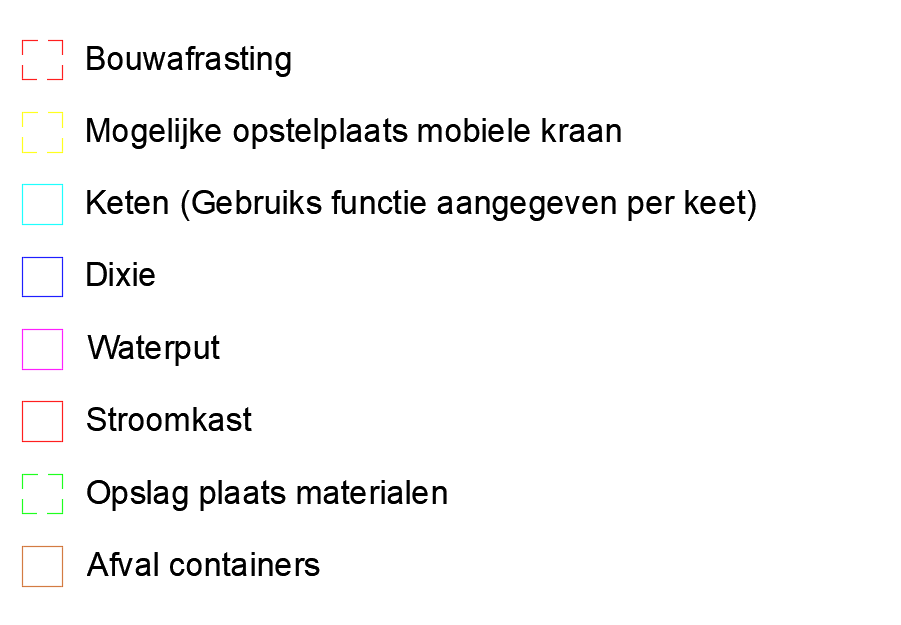 Bouwafrasting
Mogelijke opstelplaats mobiele kraan
Keten (Gebruiks functie aangegeven per keet)
Dixie
Waterput
Stroomkast
Opslag plaats materialen
Afval containers